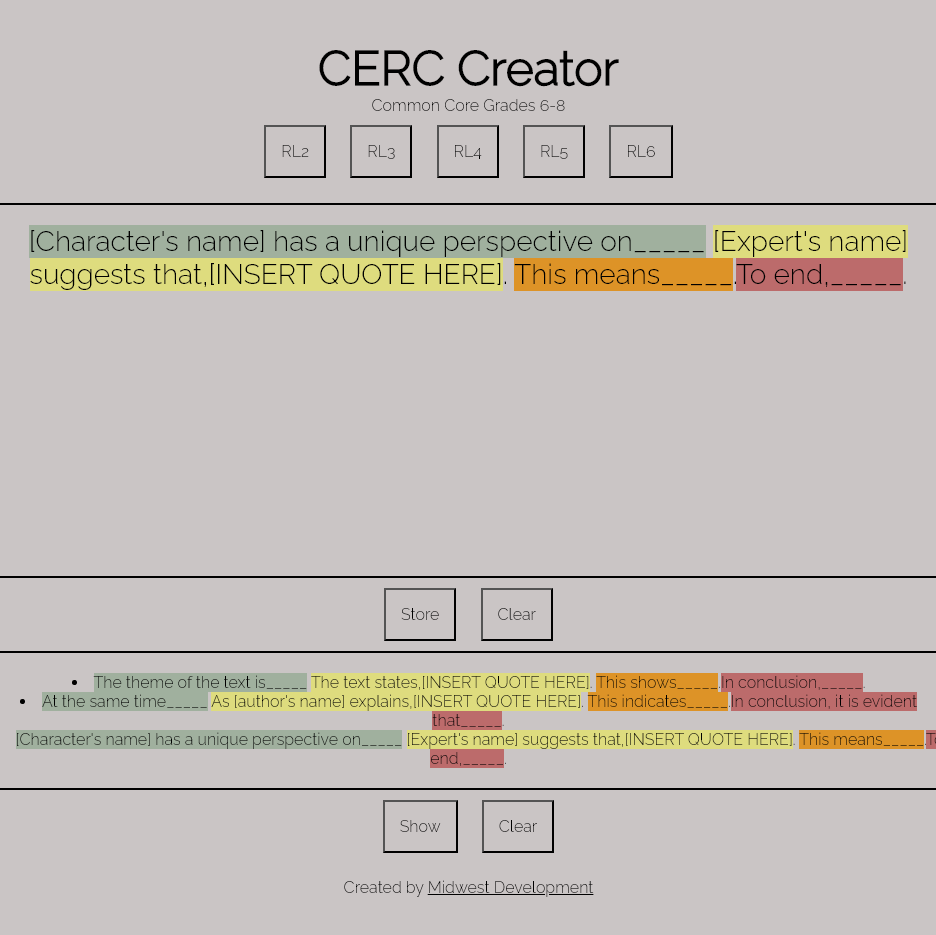 CERC Creator
Common Core Grades 6-8
RL2 RL3 RL4 RL5 RL6
[Character's name] has a unique perspective on_____ [Expert's name]
suggests that,[INSERT QUOTE HERE]. This means_____.To end,_____.
Store Clear
• The theme of the text is_____ The text states,[INSERT QUOTE HERE]. This shows_____.In conclusion,_____.
• At the same time_____ As [author's name] explains,[INSERT QUOTE HERE]. This indicates_____.In conclusion, it is evident
that_____.
[Character's name] has a unique perspective on_____ [Expert's name] suggests that,[INSERT QUOTE HERE]. This means_____.To
end,_____.
Show Clear
Created by Midwest Development